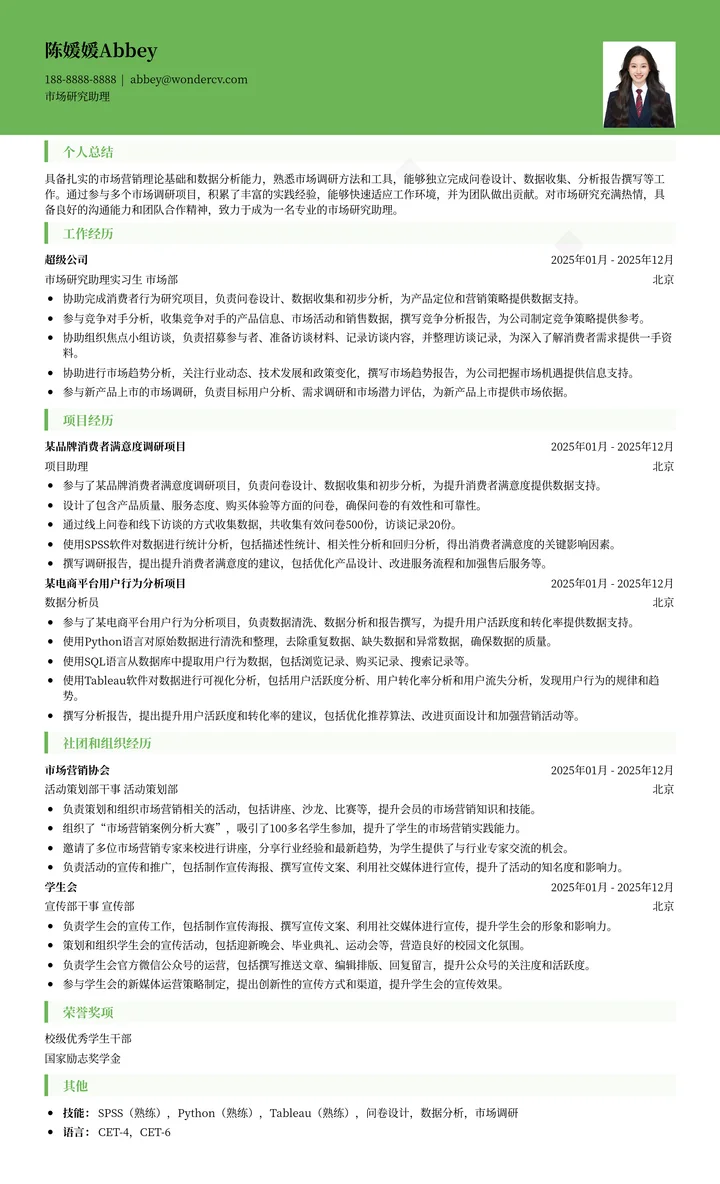 陈媛媛Abbey
188-8888-8888 | abbey@wondercv.com
市场研究助理
个人总结
具备扎实的市场营销理论基础和数据分析能力，熟悉市场调研方法和工具，能够独立完成问卷设计、数据收集、分析报告撰写等工
作。通过参与多个市场调研项目，积累了丰富的实践经验，能够快速适应工作环境，并为团队做出贡献。对市场研究充满热情，具
备良好的沟通能力和团队合作精神，致力于成为一名专业的市场研究助理。
工作经历
超级公司 2025年01月 - 2025年12月
市场研究助理实习生 市场部 北京
• 协助完成消费者行为研究项目，负责问卷设计、数据收集和初步分析，为产品定位和营销策略提供数据支持。
• 参与竞争对手分析，收集竞争对手的产品信息、市场活动和销售数据，撰写竞争分析报告，为公司制定竞争策略提供参考。
• 协助组织焦点小组访谈，负责招募参与者、准备访谈材料、记录访谈内容，并整理访谈记录，为深入了解消费者需求提供一手资
料。
• 协助进行市场趋势分析，关注行业动态、技术发展和政策变化，撰写市场趋势报告，为公司把握市场机遇提供信息支持。
• 参与新产品上市的市场调研，负责目标用户分析、需求调研和市场潜力评估，为新产品上市提供市场依据。
项目经历
某品牌消费者满意度调研项目 2025年01月 - 2025年12月
项目助理 北京
• 参与了某品牌消费者满意度调研项目，负责问卷设计、数据收集和初步分析，为提升消费者满意度提供数据支持。
• 设计了包含产品质量、服务态度、购买体验等方面的问卷，确保问卷的有效性和可靠性。
• 通过线上问卷和线下访谈的方式收集数据，共收集有效问卷500份，访谈记录20份。
• 使用SPSS软件对数据进行统计分析，包括描述性统计、相关性分析和回归分析，得出消费者满意度的关键影响因素。
• 撰写调研报告，提出提升消费者满意度的建议，包括优化产品设计、改进服务流程和加强售后服务等。
某电商平台用户行为分析项目 2025年01月 - 2025年12月
数据分析员 北京
• 参与了某电商平台用户行为分析项目，负责数据清洗、数据分析和报告撰写，为提升用户活跃度和转化率提供数据支持。
• 使用Python语言对原始数据进行清洗和整理，去除重复数据、缺失数据和异常数据，确保数据的质量。
• 使用SQL语言从数据库中提取用户行为数据，包括浏览记录、购买记录、搜索记录等。
• 使用Tableau软件对数据进行可视化分析，包括用户活跃度分析、用户转化率分析和用户流失分析，发现用户行为的规律和趋
势。
• 撰写分析报告，提出提升用户活跃度和转化率的建议，包括优化推荐算法、改进页面设计和加强营销活动等。
社团和组织经历
市场营销协会 2025年01月 - 2025年12月
活动策划部干事 活动策划部 北京
• 负责策划和组织市场营销相关的活动，包括讲座、沙龙、比赛等，提升会员的市场营销知识和技能。
• 组织了“市场营销案例分析大赛”，吸引了100多名学生参加，提升了学生的市场营销实践能力。
• 邀请了多位市场营销专家来校进行讲座，分享行业经验和最新趋势，为学生提供了与行业专家交流的机会。
• 负责活动的宣传和推广，包括制作宣传海报、撰写宣传文案、利用社交媒体进行宣传，提升了活动的知名度和影响力。
学生会 2025年01月 - 2025年12月
宣传部干事 宣传部 北京
• 负责学生会的宣传工作，包括制作宣传海报、撰写宣传文案、利用社交媒体进行宣传，提升学生会的形象和影响力。
• 策划和组织学生会的宣传活动，包括迎新晚会、毕业典礼、运动会等，营造良好的校园文化氛围。
• 负责学生会官方微信公众号的运营，包括撰写推送文章、编辑排版、回复留言，提升公众号的关注度和活跃度。
• 参与学生会的新媒体运营策略制定，提出创新性的宣传方式和渠道，提升学生会的宣传效果。
荣誉奖项
校级优秀学生干部
国家励志奖学金
其他
• 技能： SPSS（熟练），Python（熟练），Tableau（熟练），问卷设计，数据分析，市场调研
• 语言： CET-4，CET-6